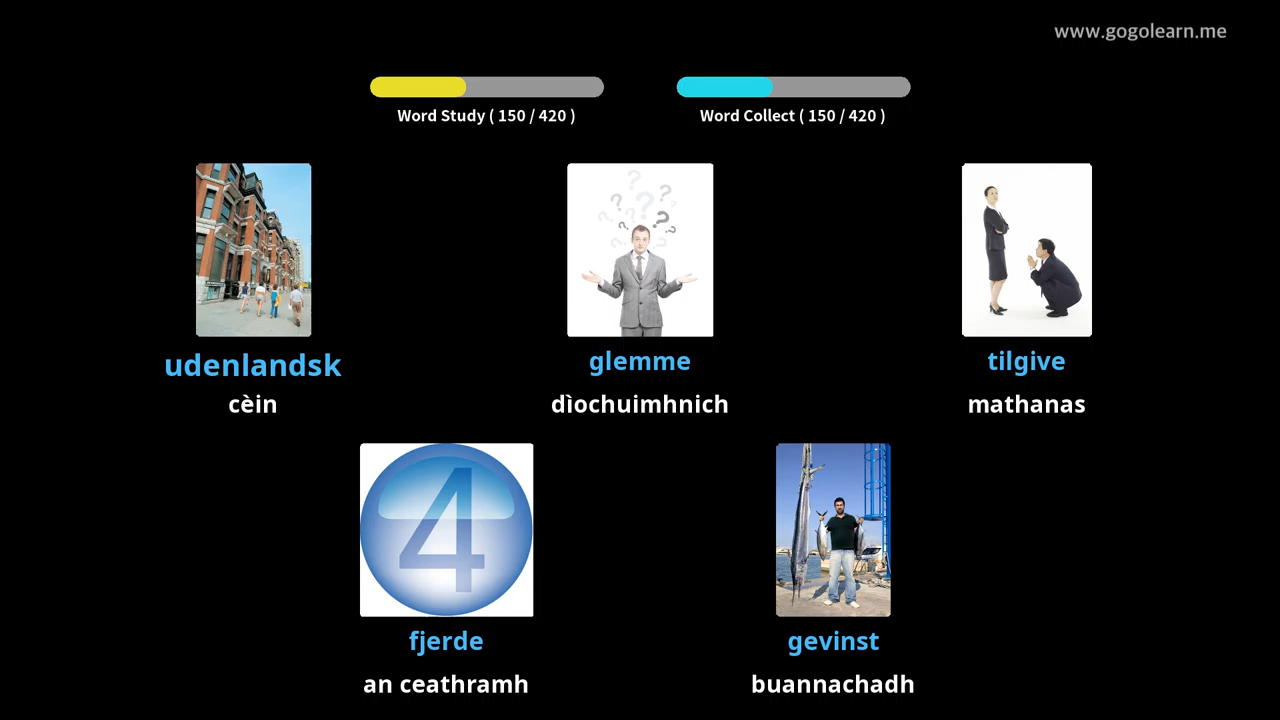 www.gogolearn.me
Word Study ( 150 / 420 )
Word Collect ( 150 / 420 )
udenlandsk
cèin
glemme
dìochuimhnich
tilgive
mathanas
4
fjerde
an ceathramh
gevinst
buannachadh